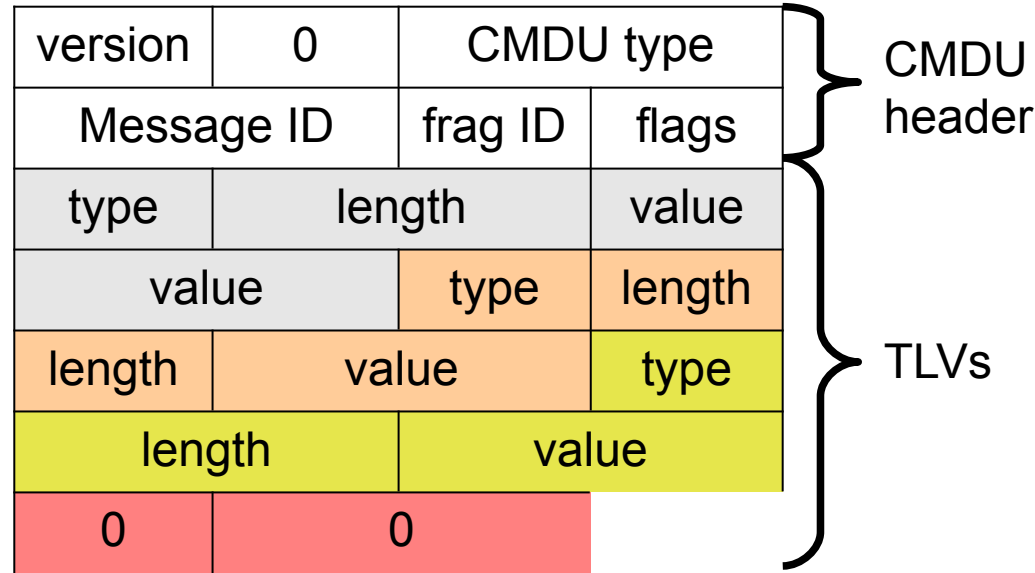 version 0 CMDU type
CMDU
header
Message ID frag ID flags
type length value
value type length
length value type
TLVs
length value
0 0